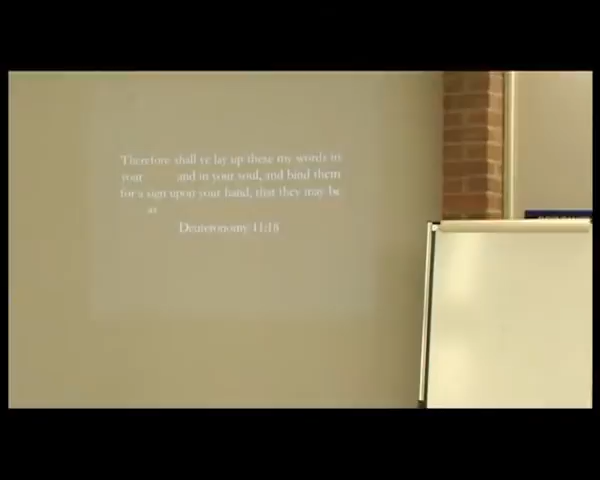 Therefore shall ye lay up these my words in
your and in your soul, and bind them
for a sign upon your hand, that they may be
as
Deuteronomy 11:18